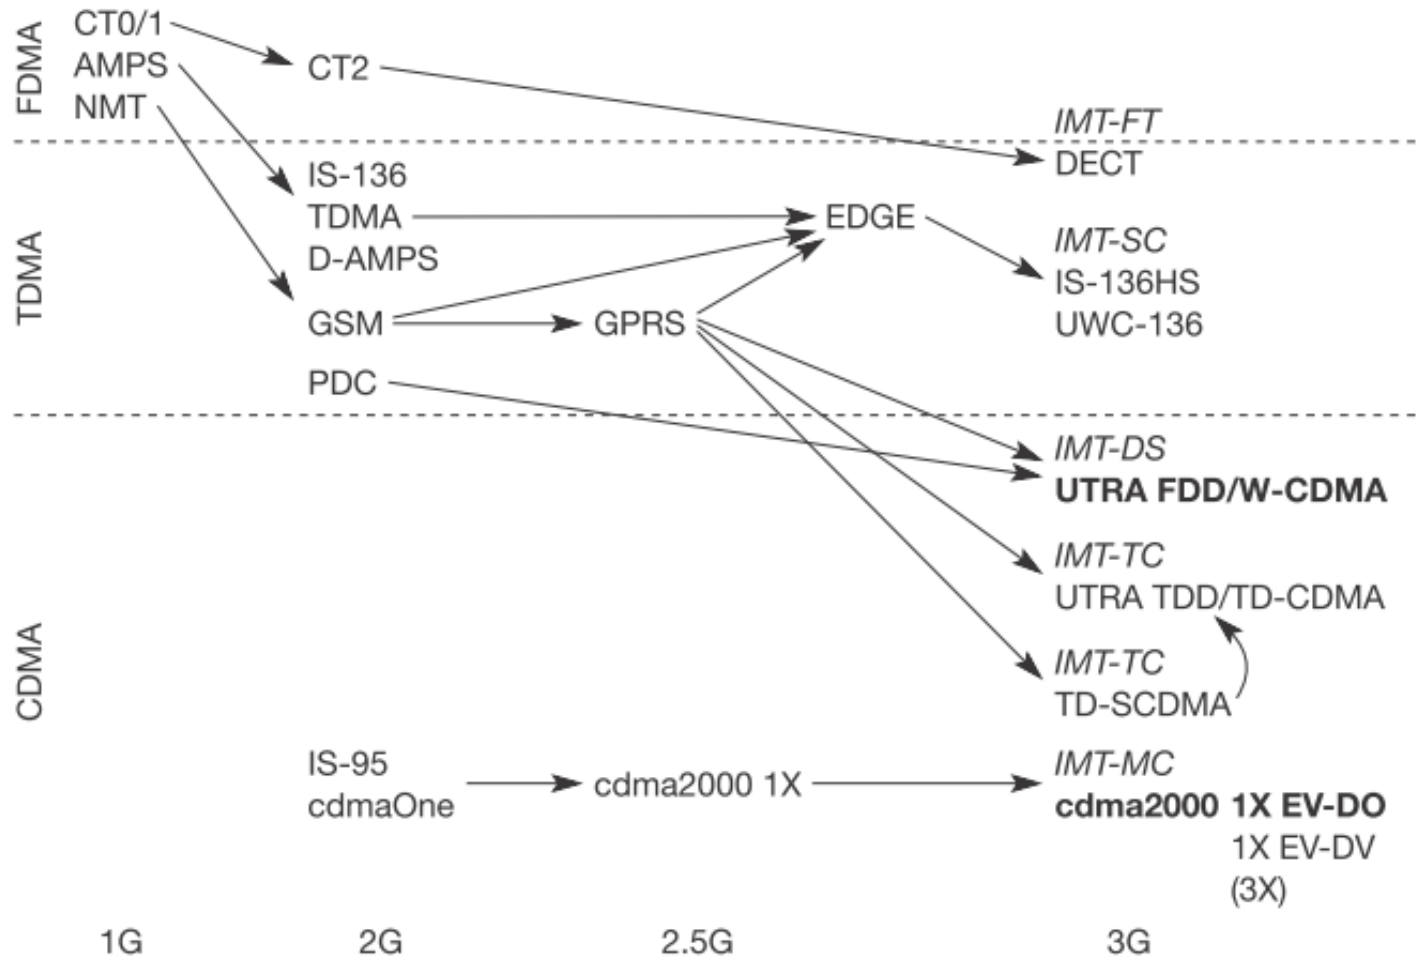 FDMA
CT0/1
AMPS
NMT
CT2
IMT-FT
DECT
TDMA
IS-136
TDMA
D-AMPS
GSM
PDC
GPRS
EDGE
IMT-SC
IS-136HS
UWC-136
CDMA
IMT-DS
UTRA FDD/W-CDMA
IMT-TC
UTRA TDD/TD-CDMA
IMT-TC
TD-SCDMA
IS-95
cdmaOne
cdma2000 1X
IMT-MC
cdma2000 1X EV-DO
1X EV-DV
(3X)
1G
2G
2.5G
3G